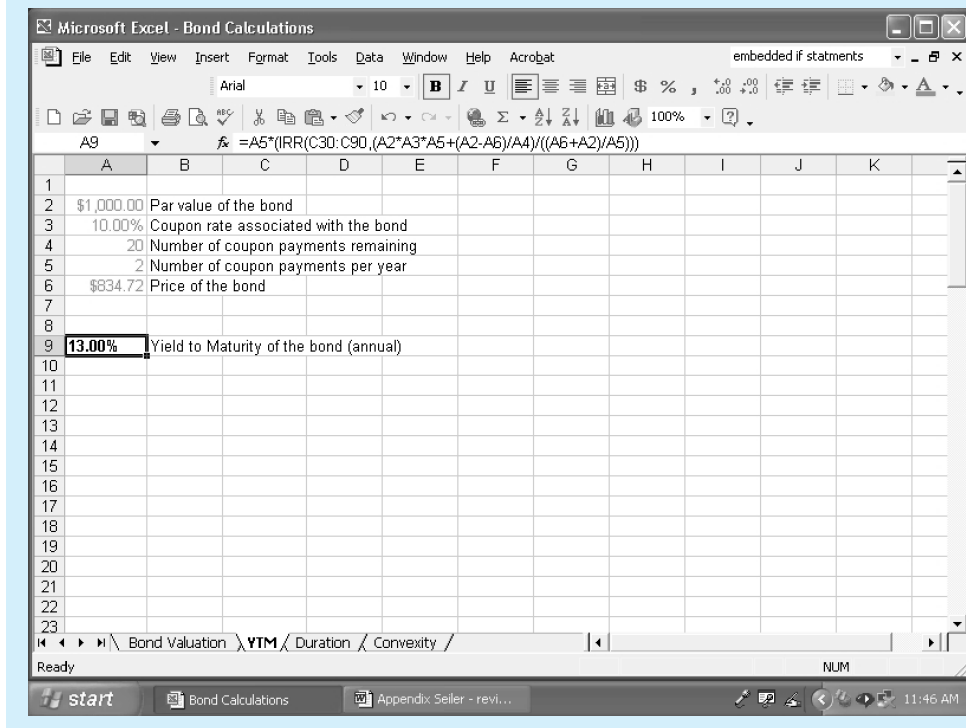 Microsoft Excel - Bond Calculations
File Edit View Insert Format Tools Data Window Help Acrobat embedded if statments
Arial 10 B I U $ % , .00
100%
A9 fx =A5*(IRR(C30:C90,(A2*A3*A5+(A2-A6)/A4)/((A6+A2)/A5)))
A B C D E F G H I J K
1
2 $1,000.00 Par value of the bond
3 10.00% Coupon rate associated with the bond
4 20 Number of coupon payments remaining
5 2 Number of coupon payments per year
6 $834.72 Price of the bond
7
8
9 13.00% Yield to Maturity of the bond (annual)
10
11
12
13
14
15
16
17
18
19
20
21
22
23
Bond Valuation YTM Duration Convexity
Ready NUM
start Bond Calculations Appendix Seiler - revi... 11:46 AM